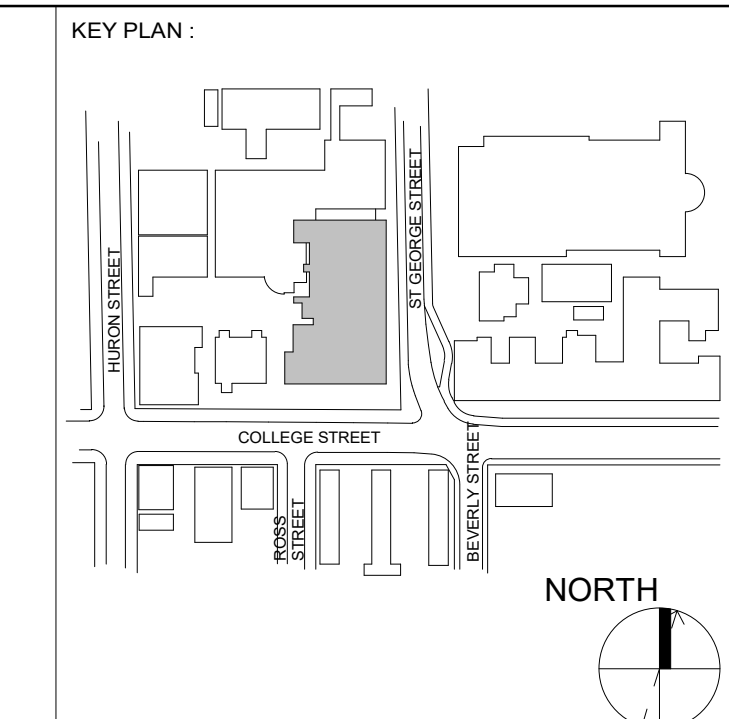 KEY PLAN :
HURON STREET
ST GEORGE STREET
COLLEGE STREET
ROSS
STREET
BEVERLY STREET
NORTH